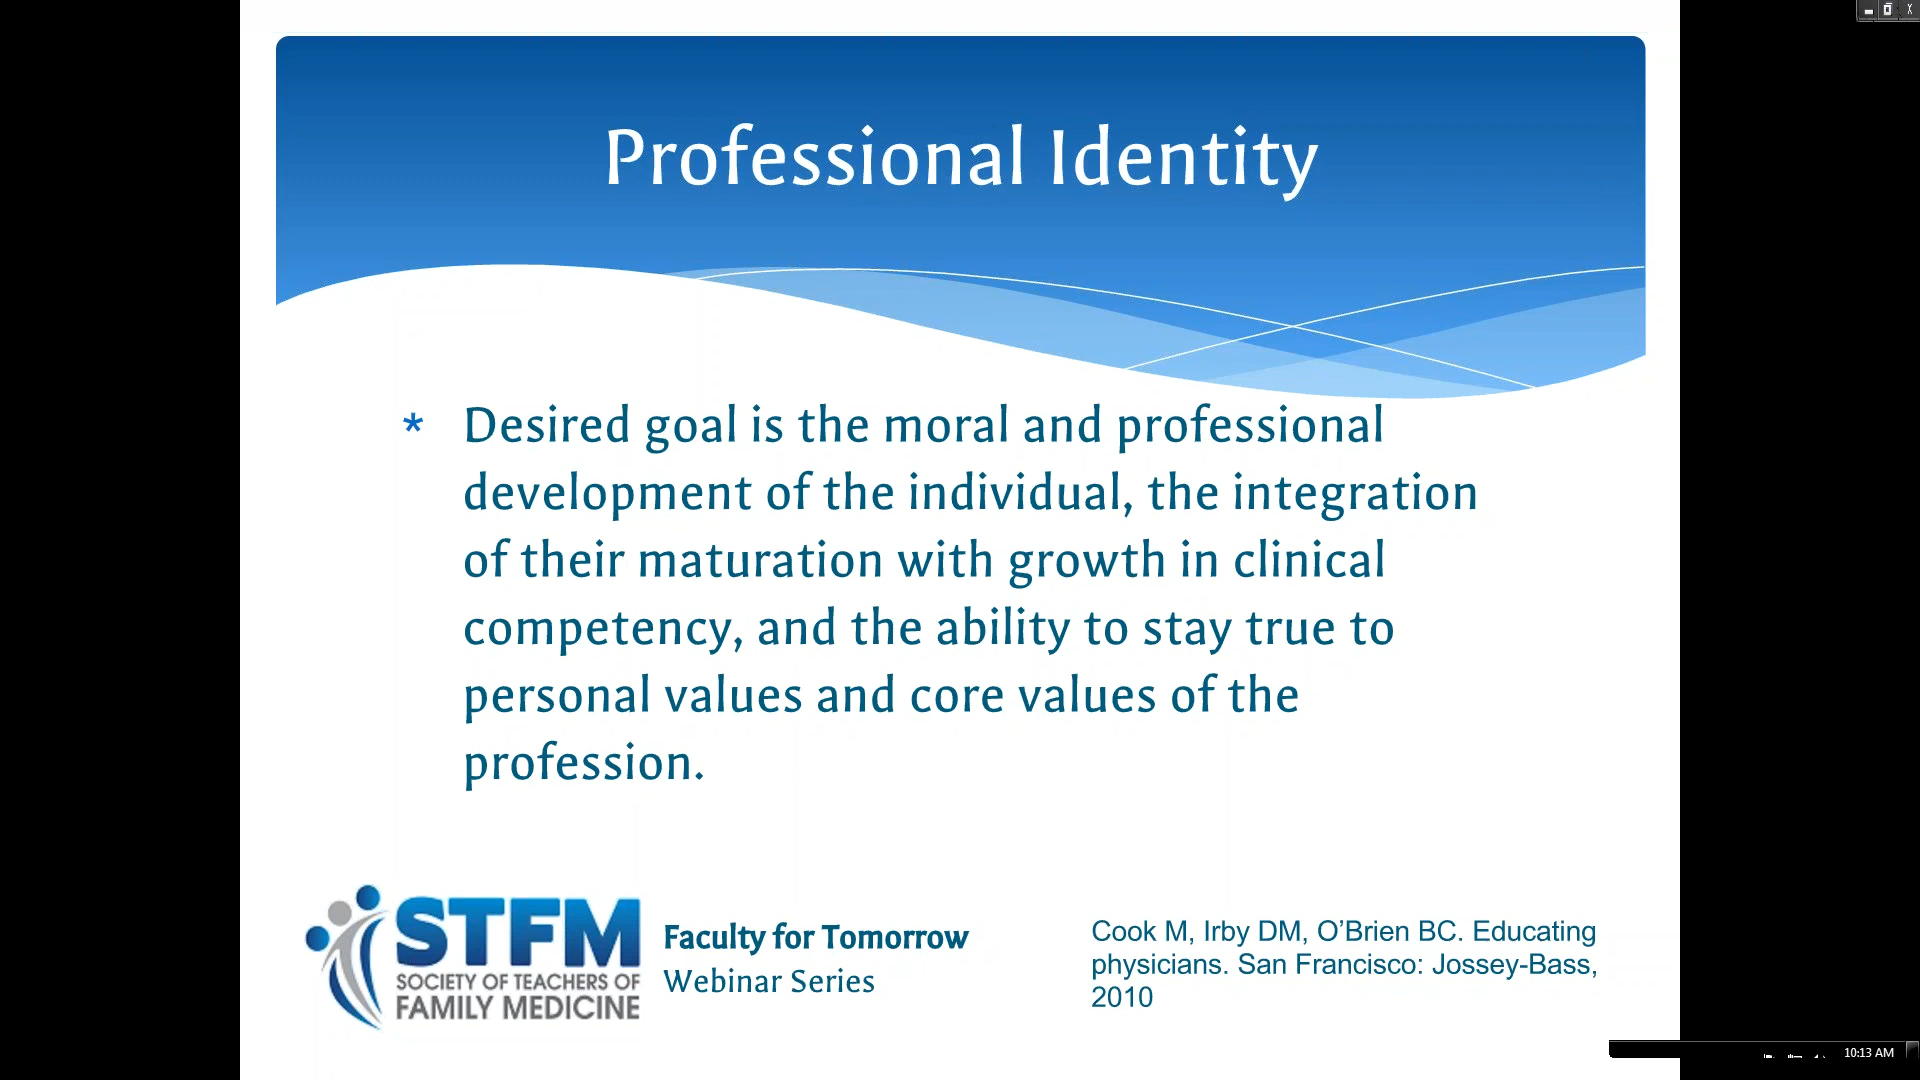 Professional Identity
* Desired goal is the moral and professional
development of the individual, the integration
of their maturation with growth in clinical
competency, and the ability to stay true to
personal values and core values of the
profession.
STFM
SOCIETY OF TEACHERS OF
FAMILY MEDICINE
Faculty for Tomorrow
Webinar Series
Cook M, Irby DM, O’Brien BC. Educating
physicians. San Francisco: Jossey-Bass,
2010
10:13 AM